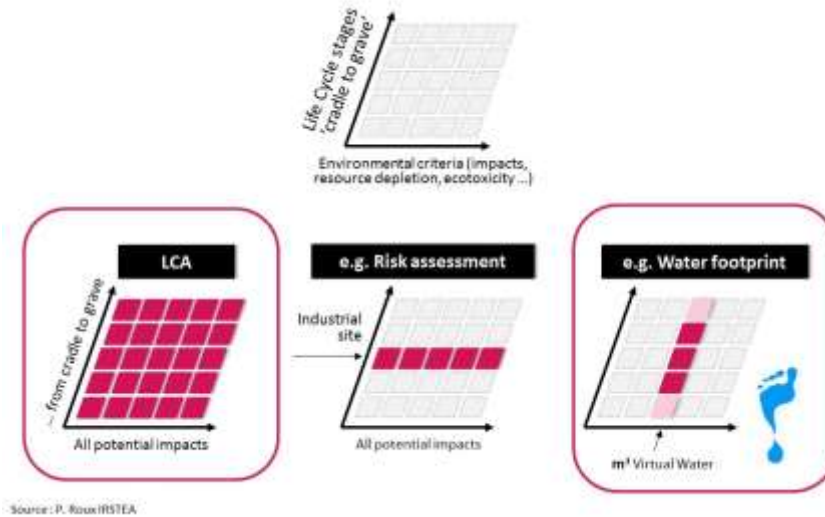 Life Cycle stages
'cradle to grave'
Environmental criteria (impacts,
resource depletion, ecotoxicity ...)
LCA
... from cradle to grave
All potential impacts
e.g. Risk assessment
Industrial
site
All potential impacts
e.g. Water footprint
m³ Virtual Water
Source : P. Roux IRSTEA